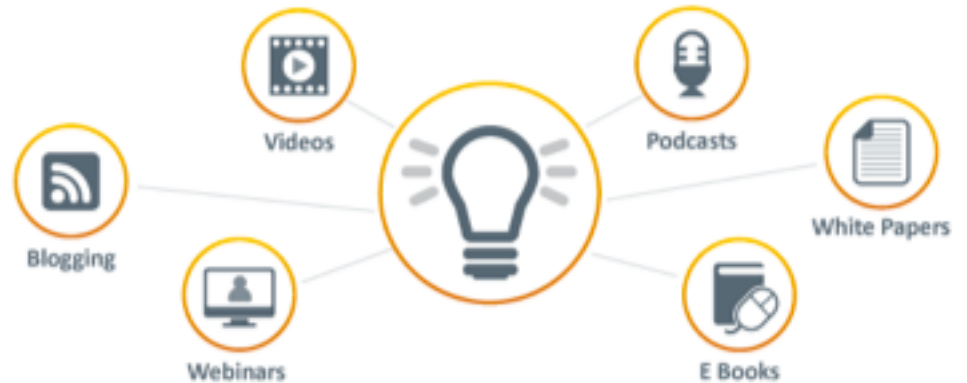 Videos
Podcasts
White Papers
Blogging
Webinars
E Books